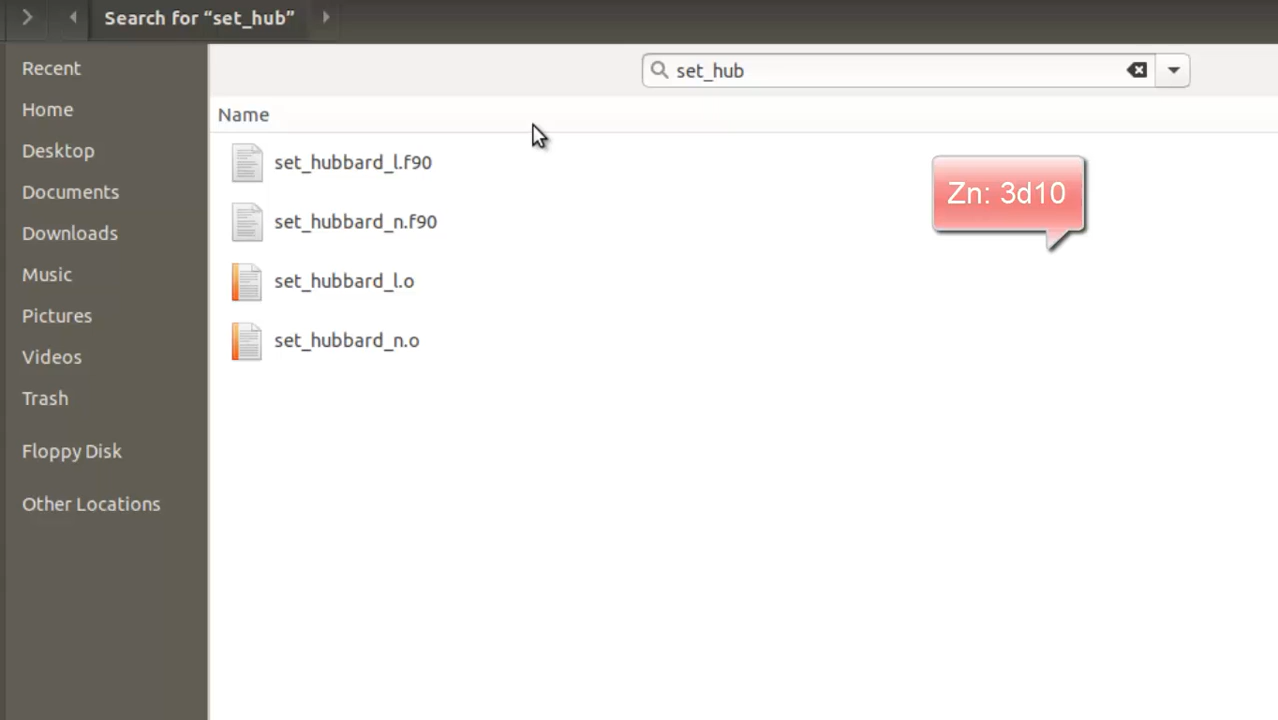 Search for “set_hub”
Recent
Home
Desktop
Documents
Downloads
Music
Pictures
Videos
Trash
Floppy Disk
Other Locations
set_hub
Name
set_hubbard_l.f90
set_hubbard_n.f90
set_hubbard_l.o
set_hubbard_n.o
Zn: 3d10